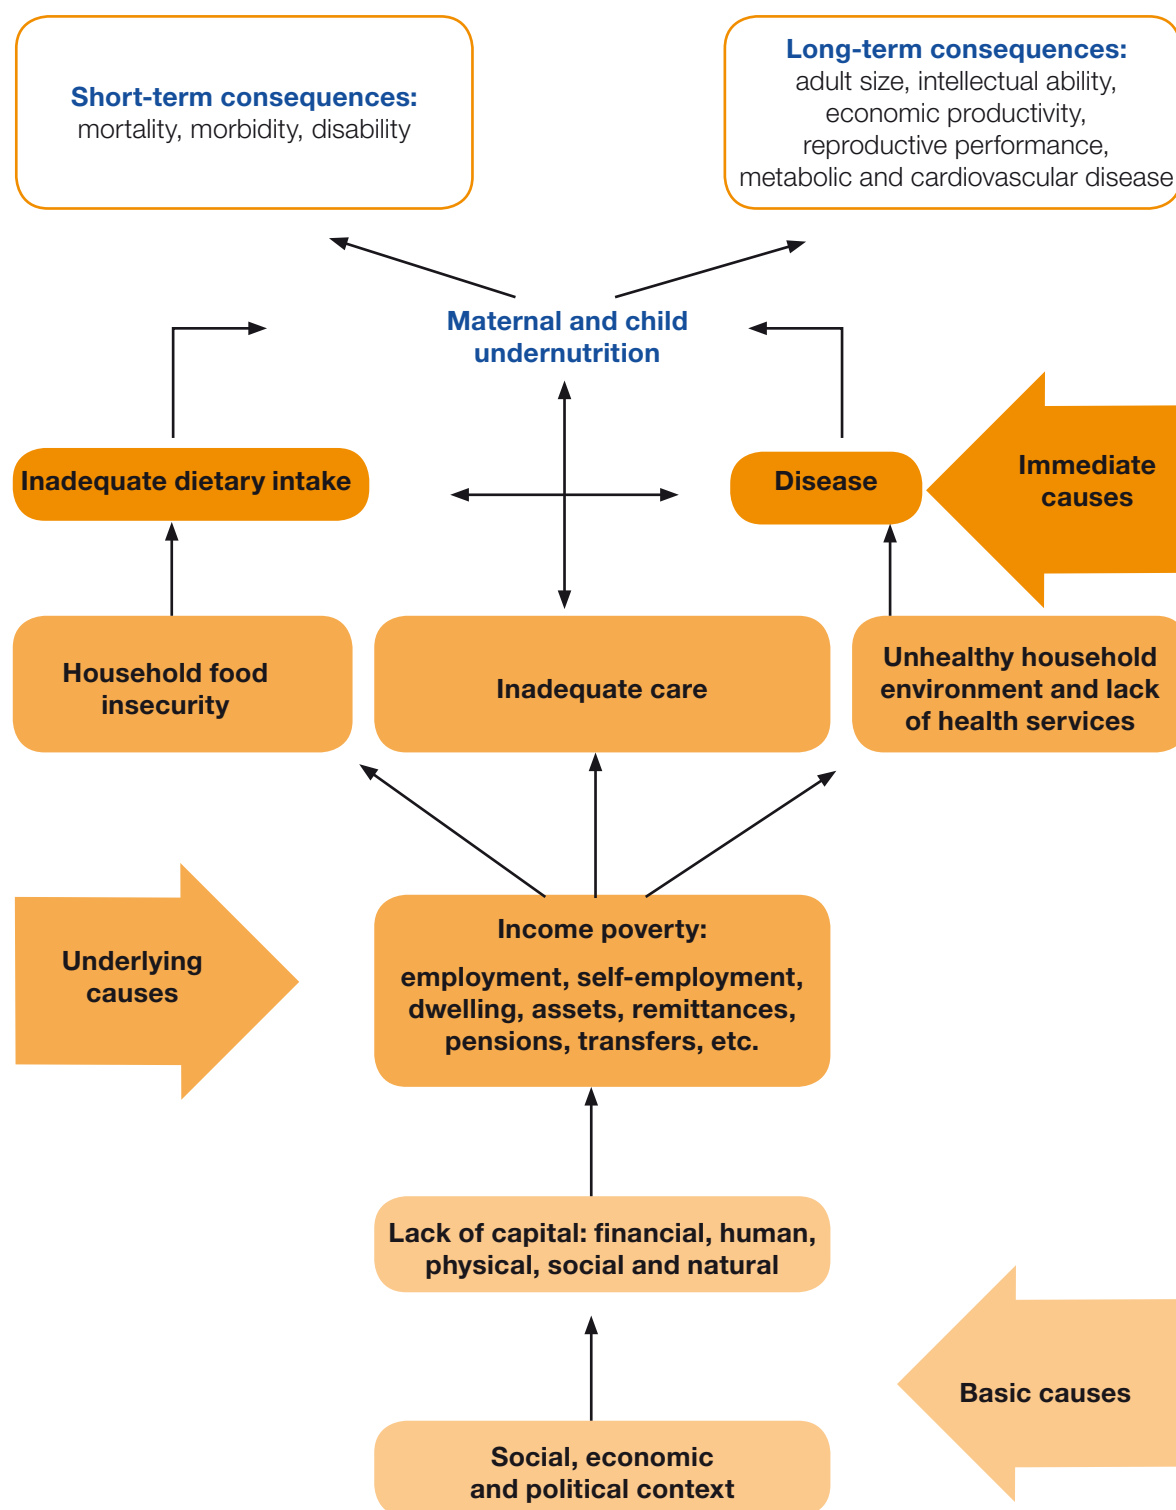 Short-term consequences:
mortality, morbidity, disability
Long-term consequences:
adult size, intellectual ability,
economic productivity,
reproductive performance,
metabolic and cardiovascular disease
Maternal and child
undernutrition
Inadequate dietary intake
Disease
Immediate
causes
Household food
insecurity
Inadequate care
Unhealthy household
environment and lack
of health services
Underlying
causes
Income poverty:
employment, self-employment,
dwelling, assets, remittances,
pensions, transfers, etc.
Lack of capital: financial, human,
physical, social and natural
Basic causes
Social, economic
and political context